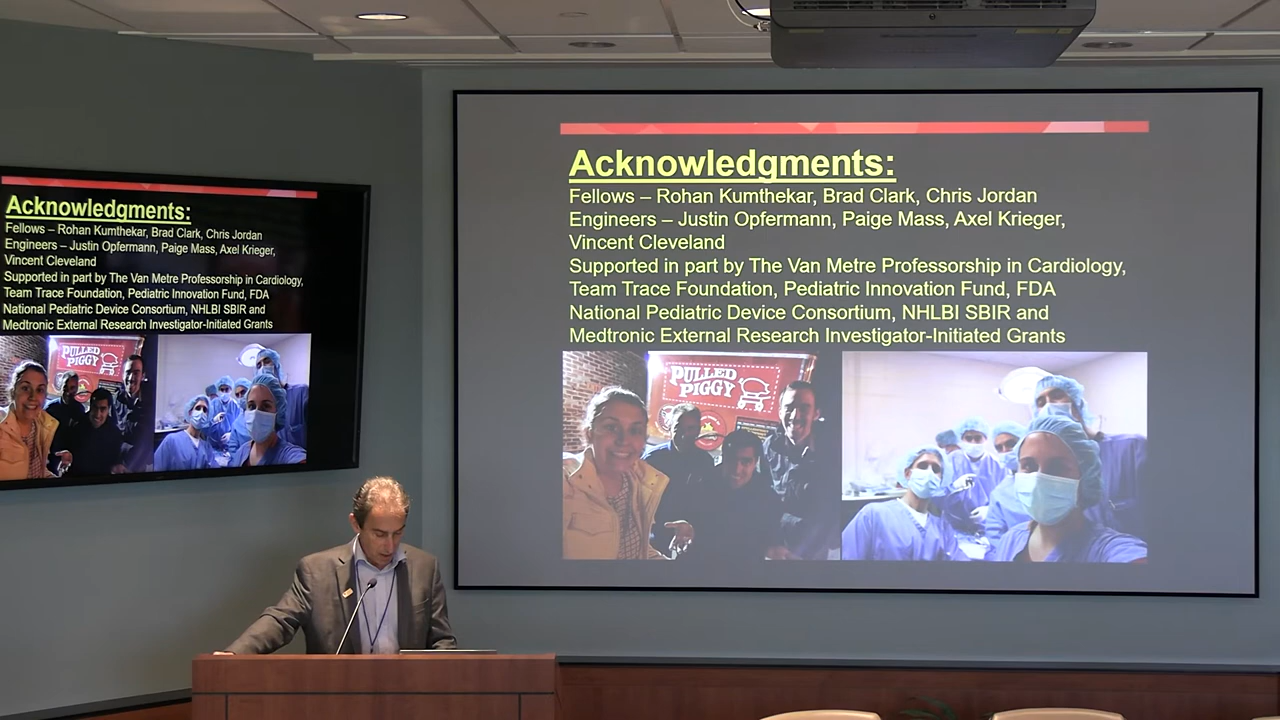 Acknowledgments:
Fellows – Rohan Kumthekar, Brad Clark, Chris Jordan
Engineers – Justin Opfermann, Paige Mass, Axel Krieger,
Vincent Cleveland
Supported in part by The Van Metre Professorship in Cardiology,
Team Trace Foundation, Pediatric Innovation Fund, FDA
National Pediatric Device Consortium, NHLBI SBIR and
Medtronic External Research Investigator-Initiated Grants
PULLED
PIGGY
Acknowledgments:
Fellows – Rohan Kumthekar, Brad Clark, Chris Jordan
Engineers – Justin Opfermann, Paige Mass, Axel Krieger,
Vincent Cleveland
Supported in part by The Van Metre Professorship in Cardiology,
Team Trace Foundation, Pediatric Innovation Fund, FDA
National Pediatric Device Consortium, NHLBI SBIR and
Medtronic External Research Investigator-Initiated Grants
PULLED
PIGGY